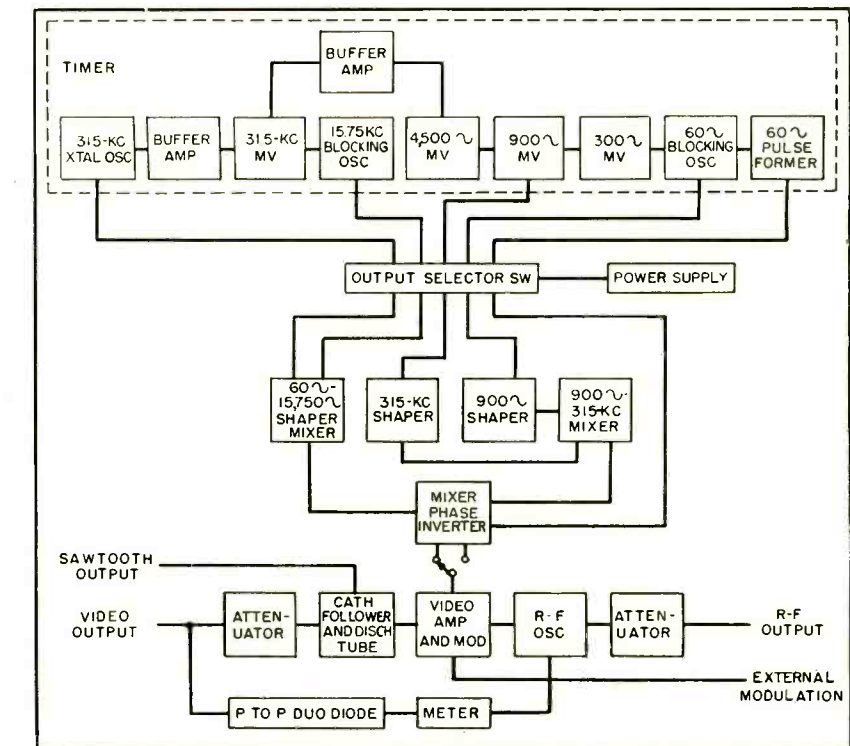 TIMER
BUFFER
AMP
315-KC
XTAL OSC
BUFFER
AMP
31.5-KC
MV
15.75KC
BLOCKING
OSC
4,500∿
MV
900∿
MV
300∿
MV
60∿
BLOCKING
OSC
60∿
PULSE
FORMER
OUTPUT SELECTOR SW
POWER SUPPLY
60∿-
15,750∿
SHAPER
MIXER
315-KC
SHAPER
900∿
SHAPER
900∿-
315-KC
MIXER
MIXER
PHASE
INVERTER
SAWTOOTH
OUTPUT
VIDEO
OUTPUT
ATTEN-
UATOR
CATH
FOLLOWER
AND DISCH
TUBE
VIDEO
AMP
AND MOD
R-F
OSC
ATTEN-
UATOR
R-F
OUTPUT
EXTERNAL
MODULATION
P TO P DUO DIODE
METER